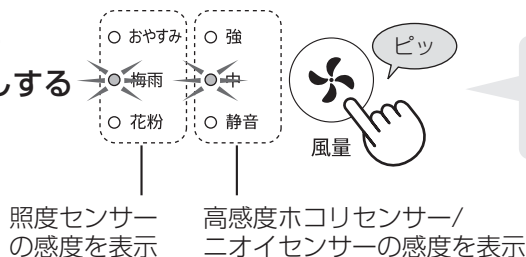 おやすみ
強
ピッ
しする
梅雨
中
花粉
静音
風量
照度センサー
の感度を表示
高感度ホコリセンサー/
ニオイセンサーの感度を表示